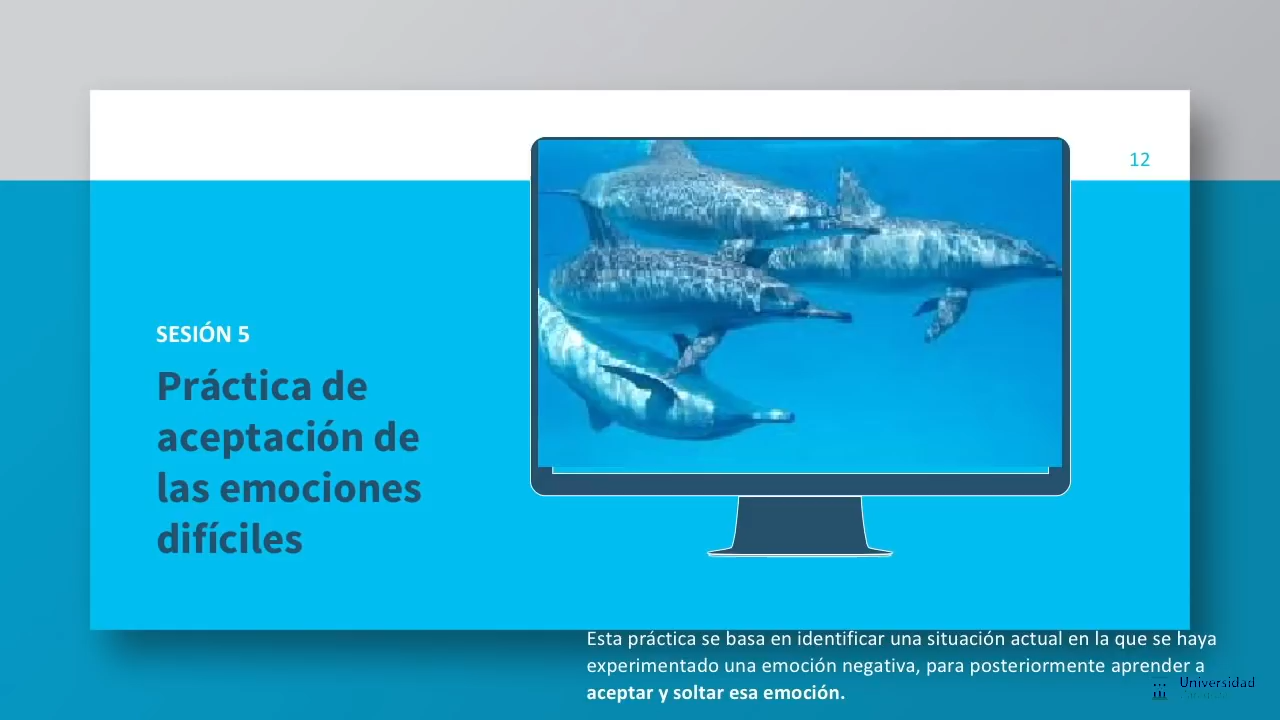 12
SESIÓN 5
Práctica de
aceptación de
las emociones
difíciles
Esta práctica se basa en identificar una situación actual en la que se haya
experimentado una emoción negativa, para posteriormente aprender a
aceptar y soltar esa emoción.
Universidad